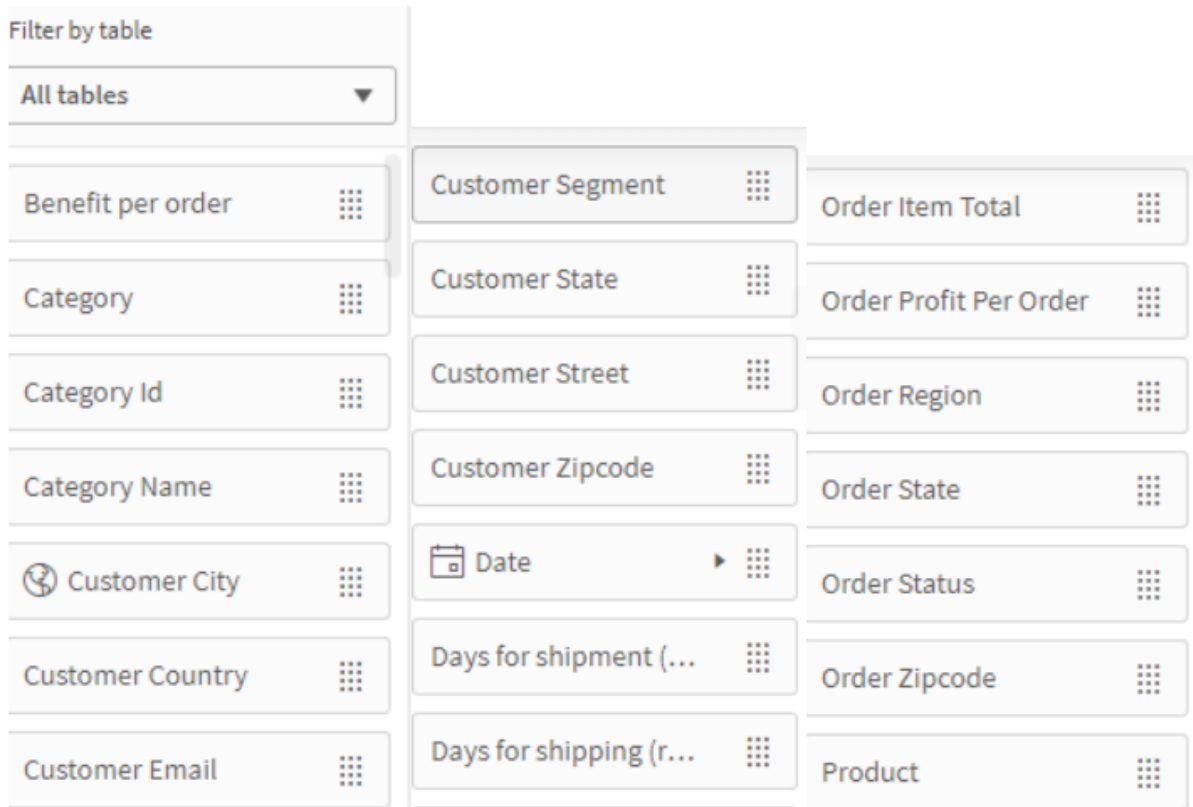 Filter by table
All tables
Benefit per order
Category
Category Id
Category Name
Customer City
Customer Country
Customer Email
Customer Segment
Customer State
Customer Street
Customer Zipcode
Date
Days for shipment (...
Days for shipping (r...
Order Item Total
Order Profit Per Order
Order Region
Order State
Order Status
Order Zipcode
Product